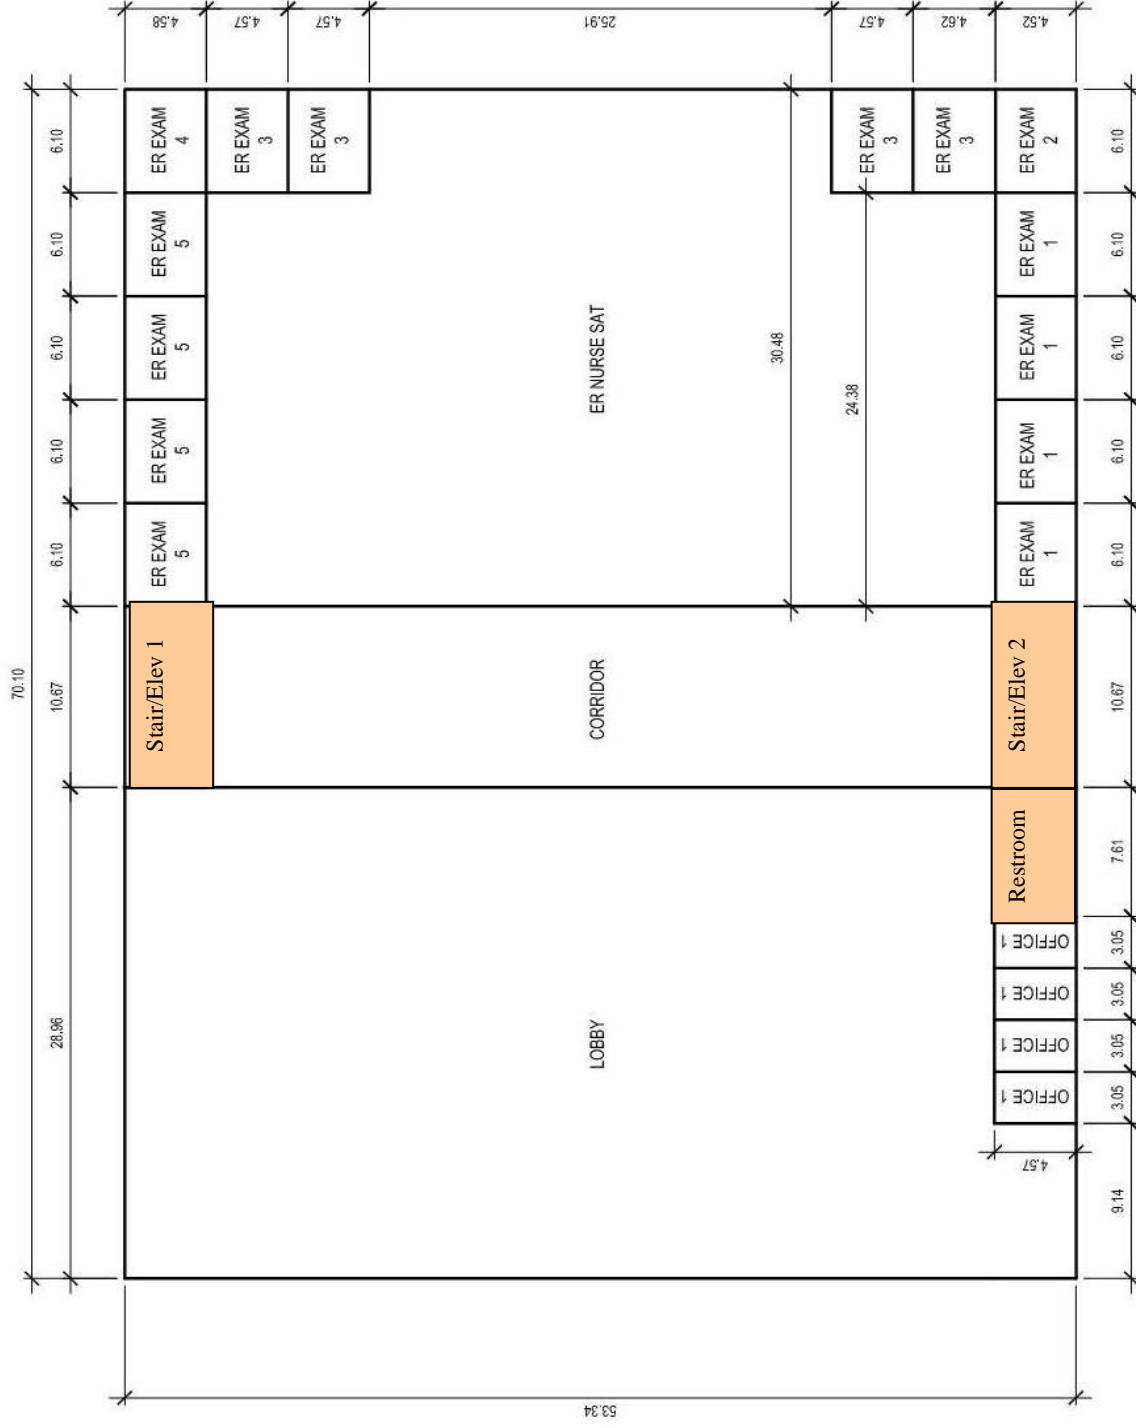 4.58
4.57
4.57
25.91
4.57
4.62
4.52
70.10
6.10
6.10
6.10
6.10
6.10
10.67
28.96
ER EXAM
4
ER EXAM
3
ER EXAM
3
ER EXAM
3
ER EXAM
3
ER EXAM
2
ER EXAM
5
ER EXAM
5
ER EXAM
5
ER EXAM
5
ER EXAM
1
ER EXAM
1
ER EXAM
1
ER EXAM
1
ER NURSE SAT
30.48
24.38
Stair/Elev 1
CORRIDOR
Stair/Elev 2
Restroom
LOBBY
OFFICE 1
OFFICE 1
OFFICE 1
OFFICE 1
4.57
6.10
6.10
6.10
6.10
6.10
10.67
7.61
3.05
3.05
3.05
3.05
9.14
53.34